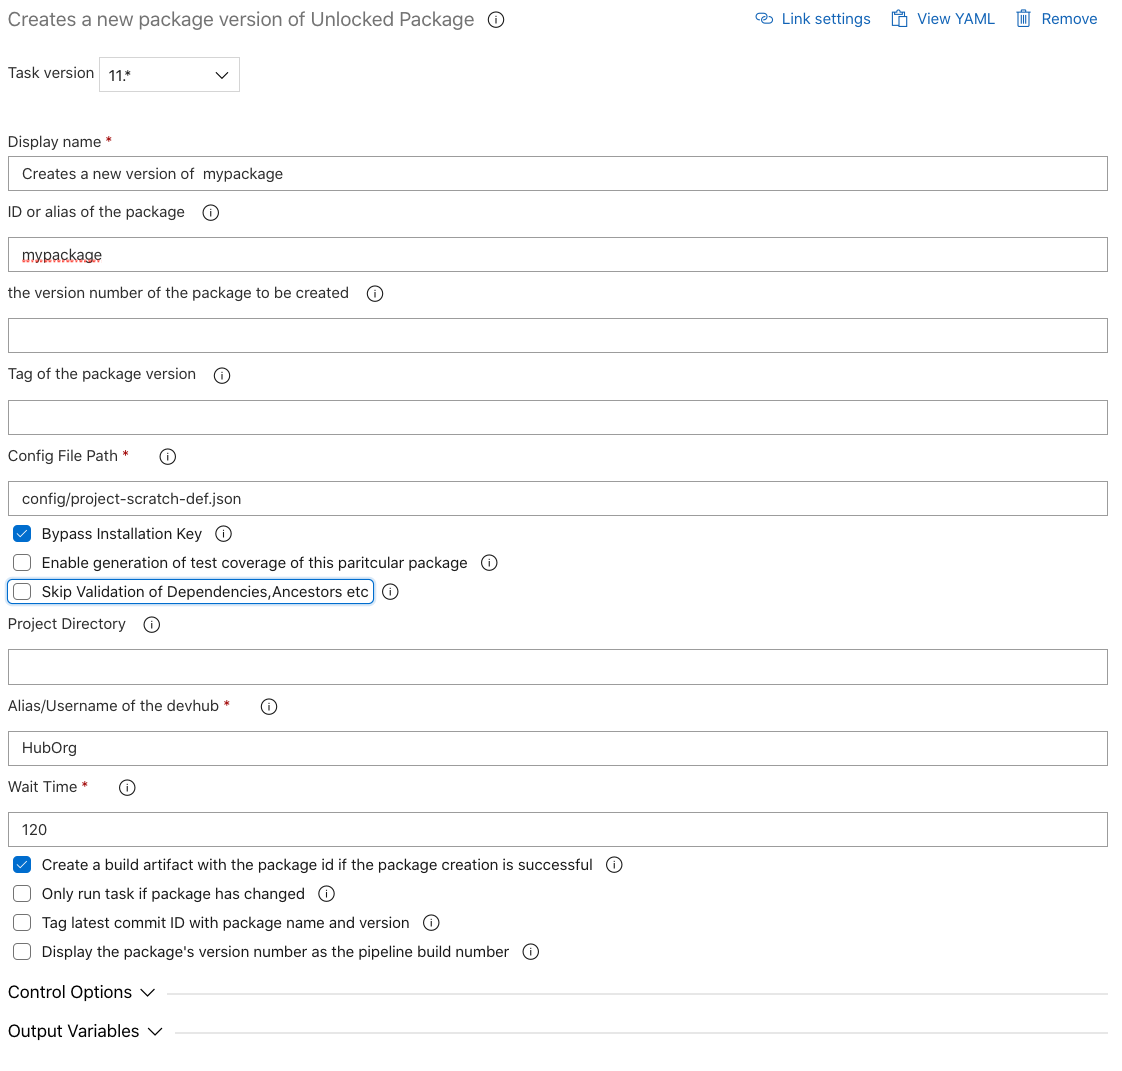 Creates a new package version of Unlocked Package
Link settings
View YAML
Remove
Task version
11.*
Display name *
Creates a new version of  mypackage
ID or alias of the package
mypackage
the version number of the package to be created
Tag of the package version
Config File Path *
config/project-scratch-def.json
Bypass Installation Key
Enable generation of test coverage of this paritcular package
Skip Validation of Dependencies,Ancestors etc
Project Directory
Alias/Username of the devhub *
HubOrg
Wait Time *
120
Create a build artifact with the package id if the package creation is successful
Only run task if package has changed
Tag latest commit ID with package name and version
Display the package's version number as the pipeline build number
Control Options
Output Variables